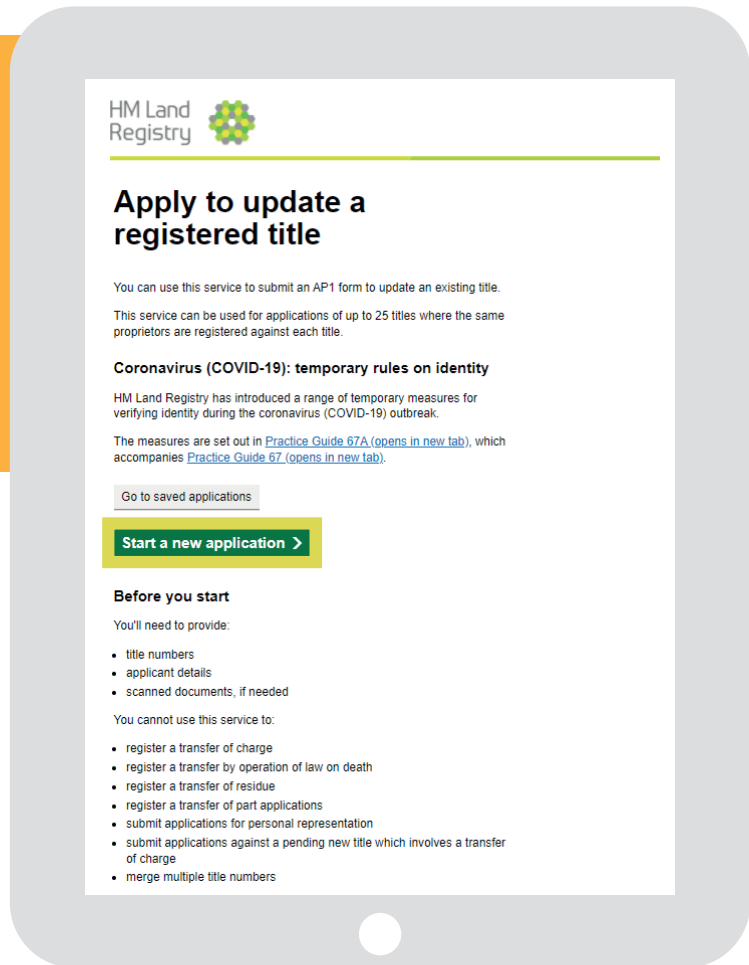 HM Land
Registry
Apply to update a
registered title
You can use this service to submit an AP1 form to update an existing title.
This service can be used for applications of up to 25 titles where the same
proprietors are registered against each title.
Coronavirus (COVID-19): temporary rules on identity
HM Land Registry has introduced a range of temporary measures for
verifying identity during the coronavirus (COVID-19) outbreak.
The measures are set out in Practice Guide 67A (opens in new tab), which
accompanies Practice Guide 67 (opens in new tab).
Go to saved applications
Start a new application >
Before you start
You'll need to provide:
• title numbers
• applicant details
• scanned documents, if needed
You cannot use this service to:
• register a transfer of charge
• register a transfer by operation of law on death
• register a transfer of residue
• register a transfer of part applications
• submit applications for personal representation
• submit applications against a pending new title which involves a transfer
of charge
• merge multiple title numbers